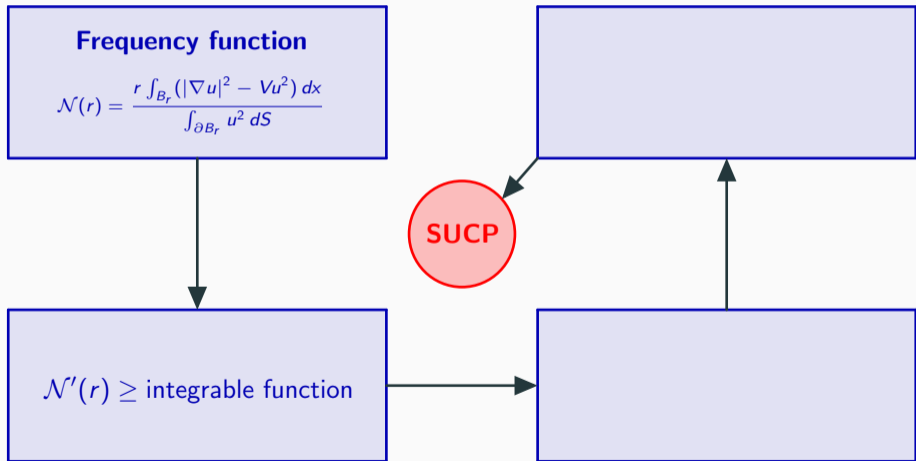 Frequency function
𝒩(r) = r ∫_{B_r} (|∇u|² − Vu²) dx / ∫_{∂B_r} u² dS
SUCP
𝒩′(r) ≥ integrable function